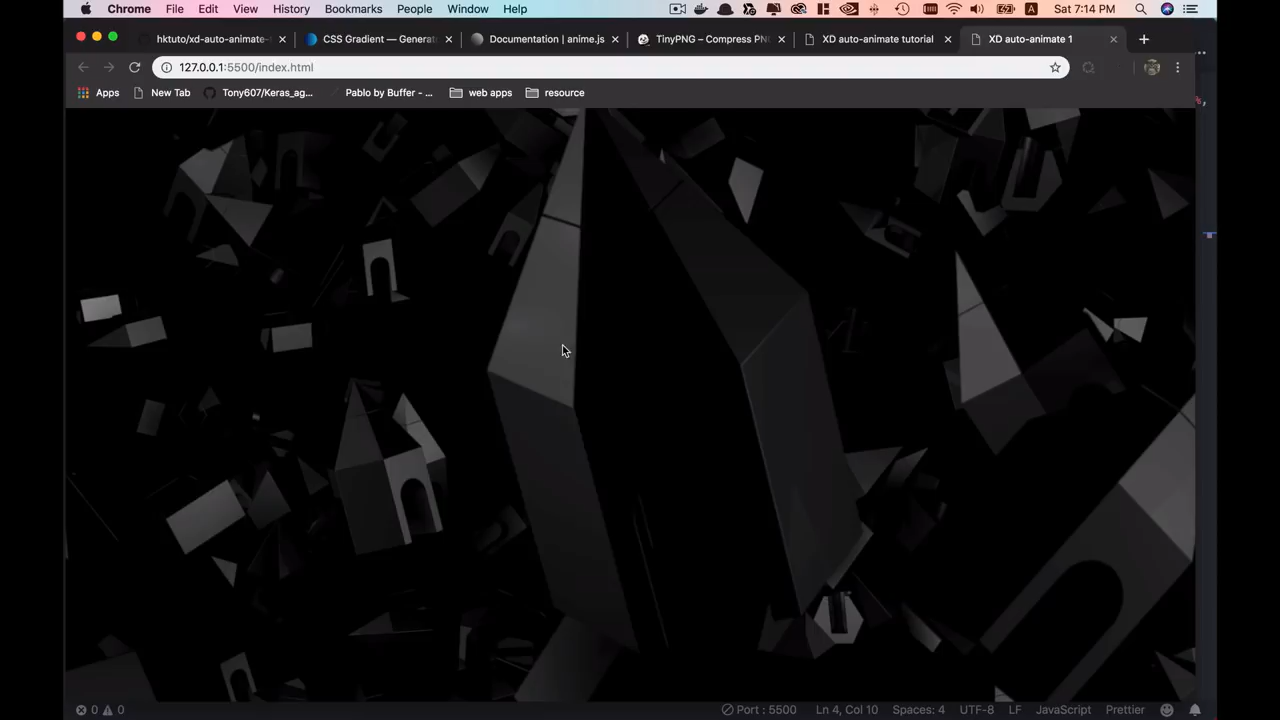 Chrome File Edit View History Bookmarks People Window Help A Sat 7:14 PM
hktuto/xd-auto-animate- CSS Gradient — Generat Documentation | anime.js TinyPNG – Compress PN XD auto-animate tutorial XD auto-animate 1
127.0.0.1:5500/index.html
Apps New Tab Tony607/Keras_ag... Pablo by Buffer - ... web apps resource
0 0 Port : 5500 Ln 4, Col 10 Spaces: 4 UTF-8 LF JavaScript Prettier